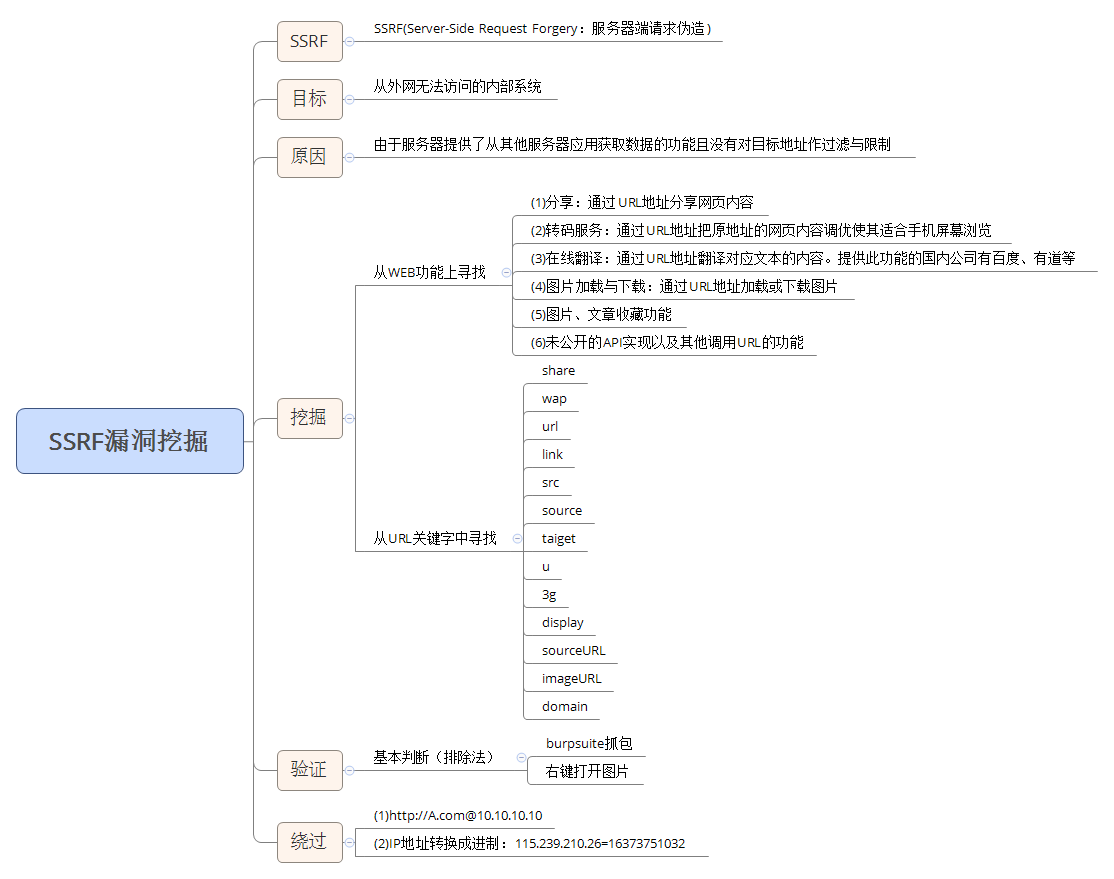 SSRF漏洞挖掘
SSRF
SSRF(Server-Side Request Forgery：服务器端请求伪造)
目标
从外网无法访问的内部系统
原因
由于服务器提供了从其他服务器应用获取数据的功能且没有对目标地址作过滤与限制
挖掘
从WEB功能上寻找
(1)分享：通过URL地址分享网页内容
(2)转码服务：通过URL地址把原地址的网页内容调优使其适合手机屏幕浏览
(3)在线翻译：通过URL地址翻译对应文本的内容。提供此功能的国内公司有百度、有道等
(4)图片加载与下载：通过URL地址加载或下载图片
(5)图片、文章收藏功能
(6)未公开的API实现以及其他调用URL的功能
从URL关键字中寻找
share
wap
url
link
src
source
taiget
u
3g
display
sourceURL
imageURL
domain
验证
基本判断（排除法）
burpsuite抓包
右键打开图片
绕过
(1)http://A.com@10.10.10.10
(2)IP地址转换成进制：115.239.210.26=16373751032